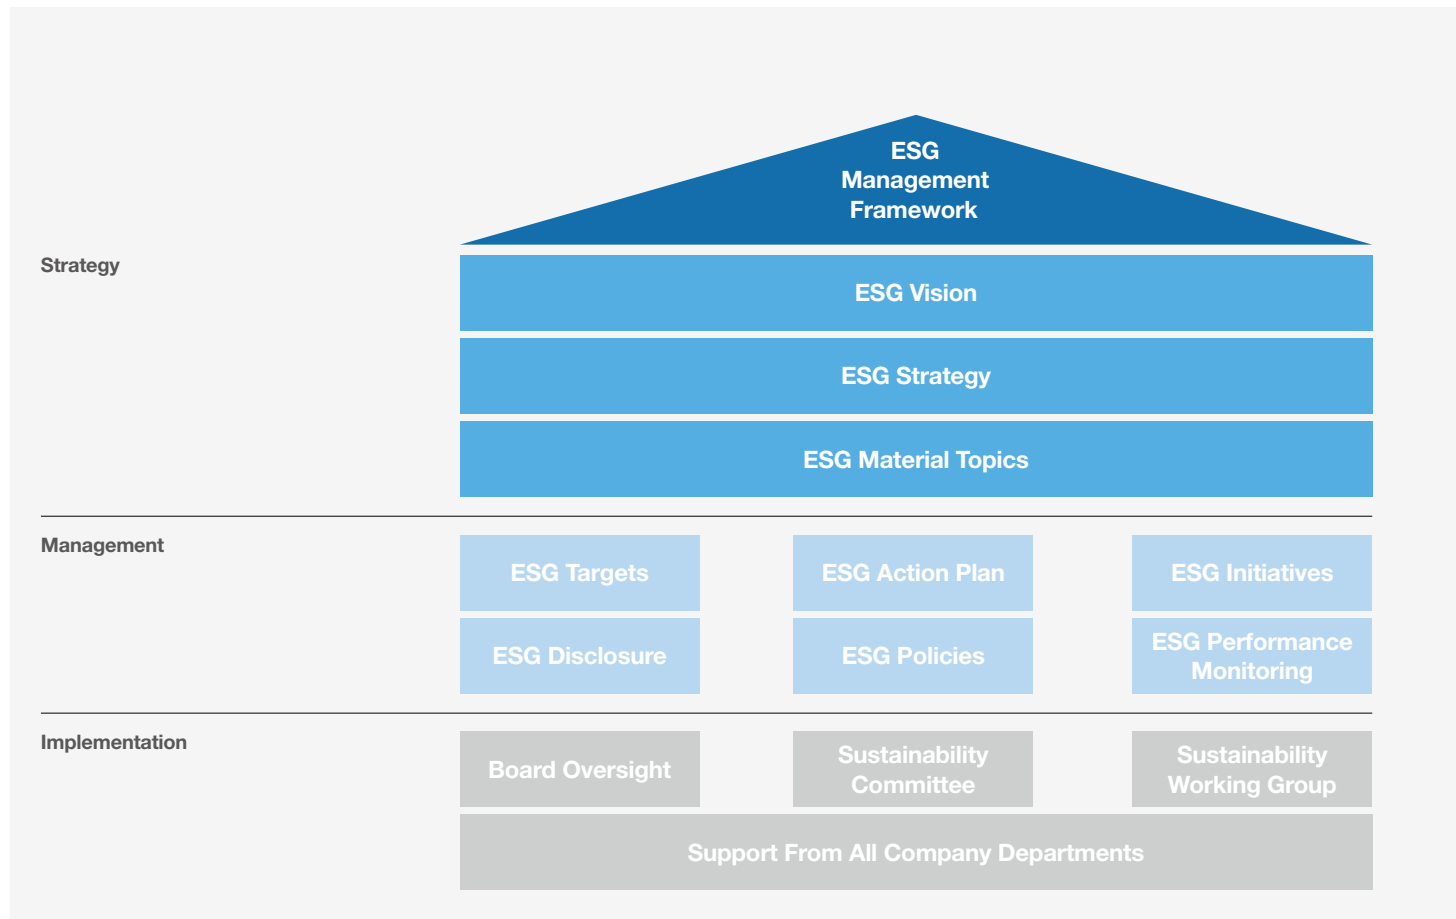 ESG
Management
Framework
Strategy
ESG Vision
ESG Strategy
ESG Material Topics
Management
ESG Targets
ESG Action Plan
ESG Initiatives
ESG Disclosure
ESG Policies
ESG Performance
Monitoring
Implementation
Board Oversight
Sustainability
Committee
Sustainability
Working Group
Support From All Company Departments